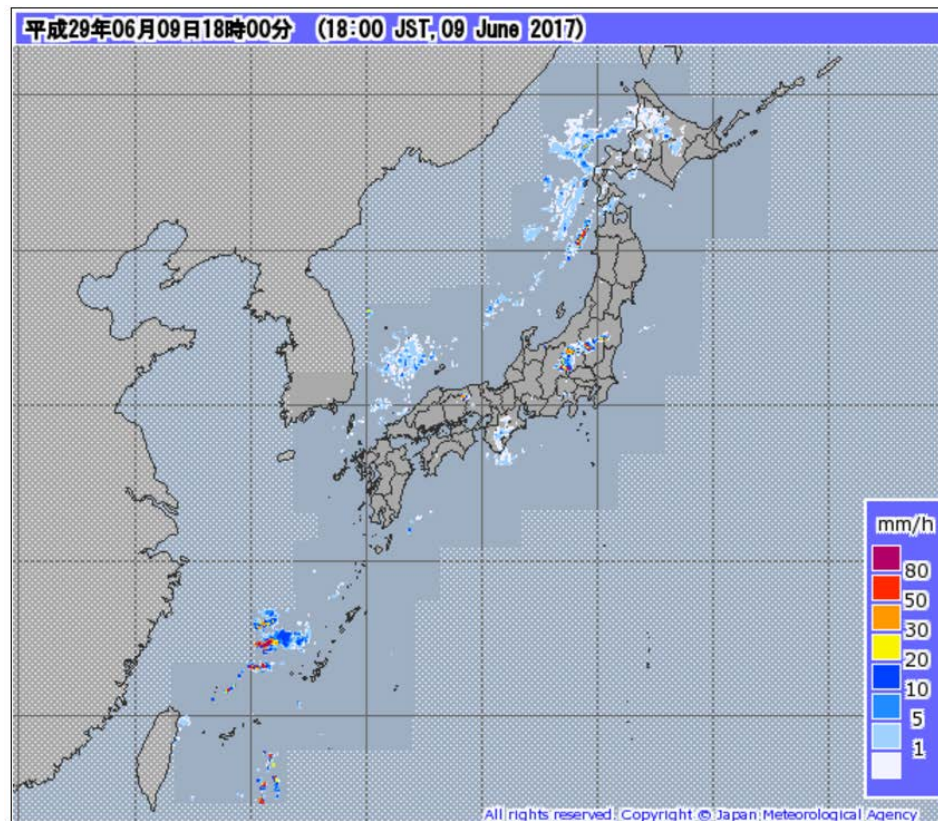 平成29年06月09日18時00分 (18:00 JST, 09 June 2017)
mm/h
80
50
30
20
10
5
1
All rights reserved. Copyright © Japan Meteorological Agency